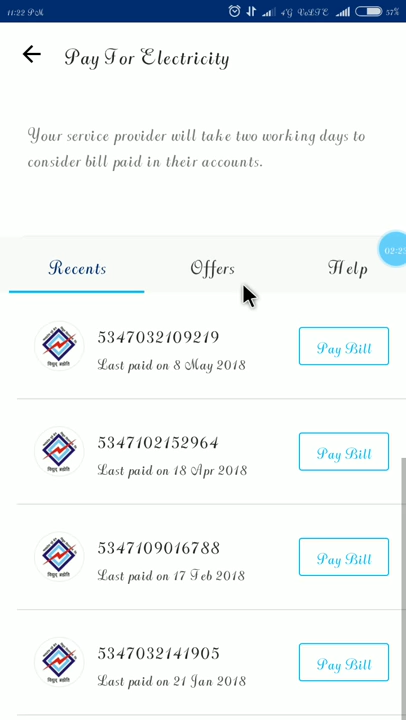 11:22 PM
4G VoLTE
57%
Pay For Electricity
Your service provider will take two working days to
consider bill paid in their accounts.
02:2
Recents
Offers
Help
5347032109219
Last paid on 8 May 2018
Pay Bill
5347102152964
Last paid on 18 Apr 2018
Pay Bill
5347109016788
Last paid on 17 Feb 2018
Pay Bill
5347032141905
Last paid on 21 Jan 2018
Pay Bill